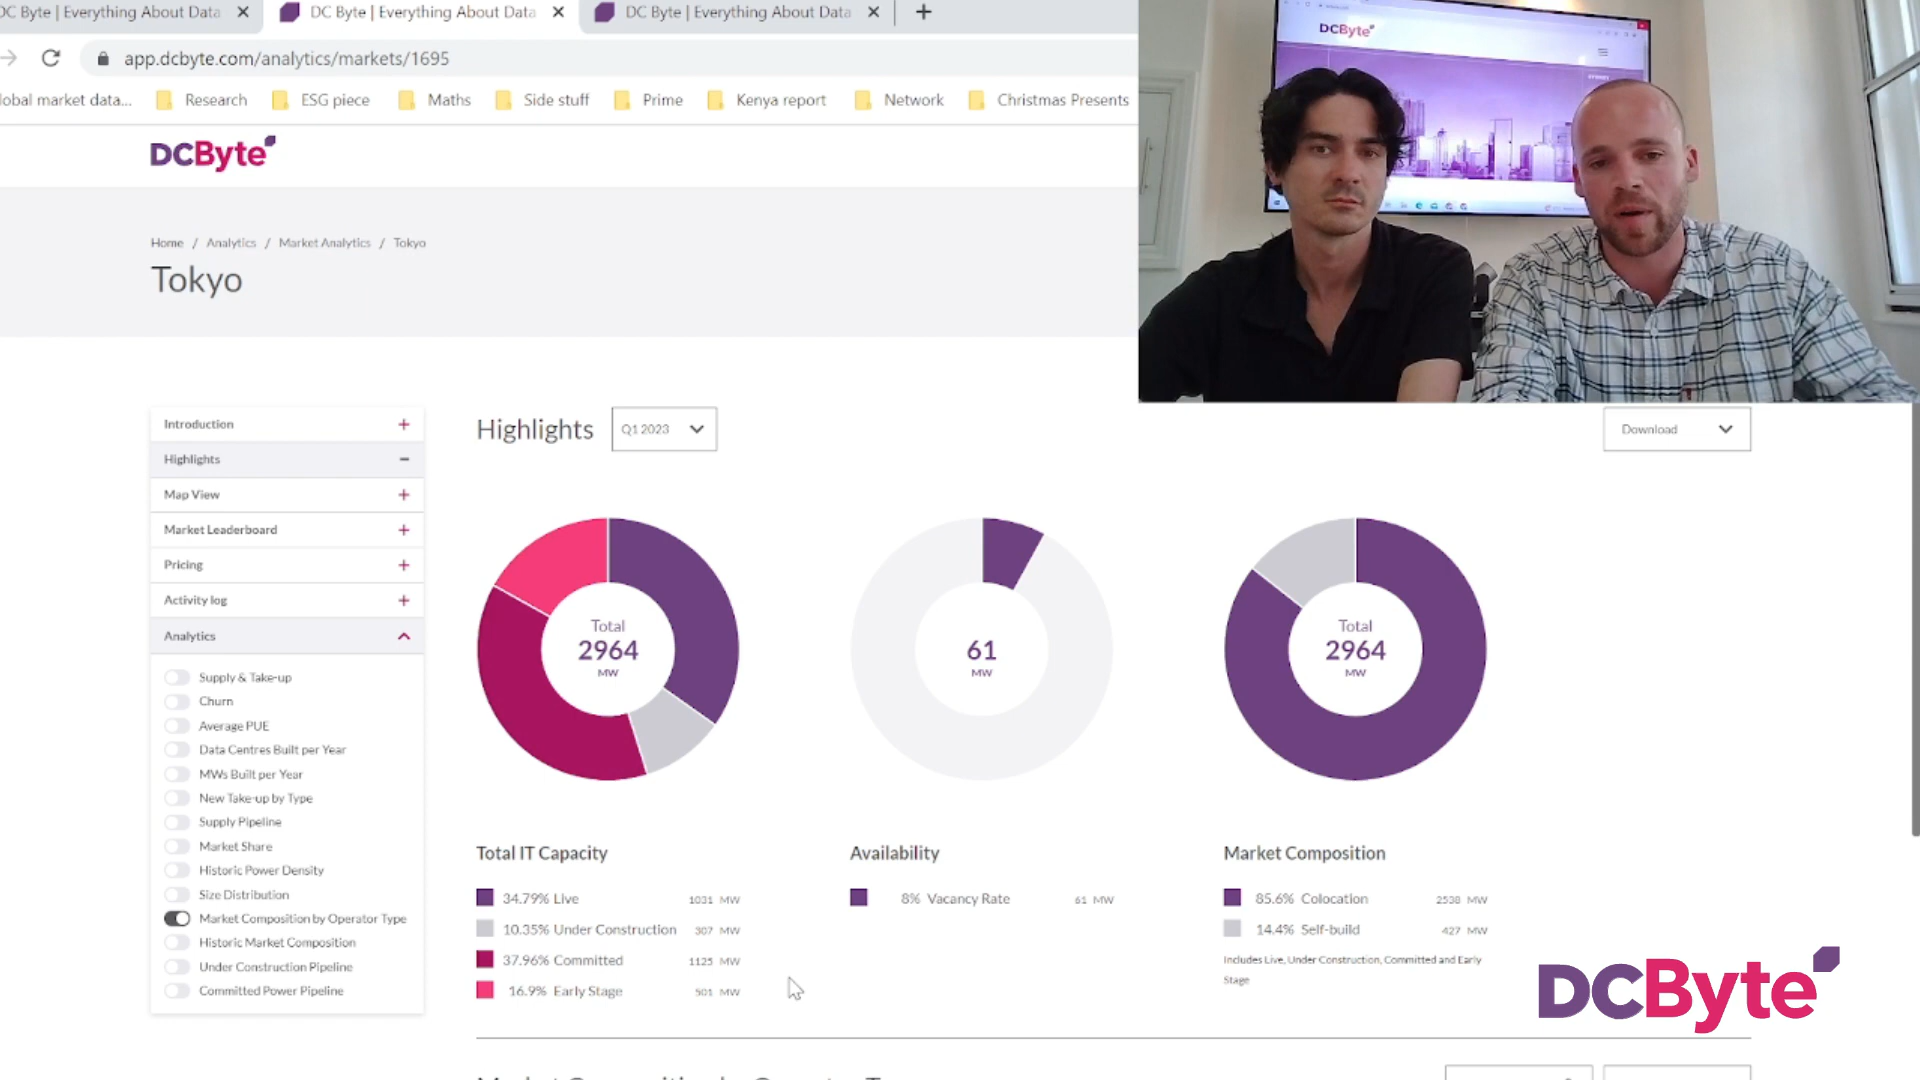 DC Byte | Everything About Data
DC Byte | Everything About Data
DC Byte | Everything About Data
app.dcbyte.com/analytics/markets/1695
lobal market data...
Research
ESG piece
Maths
Side stuff
Prime
Kenya report
Network
Christmas Presents
DCByte
DCByte
Home / Analytics / Market Analytics / Tokyo
Tokyo
Introduction
Highlights
Map View
Market Leaderboard
Pricing
Activity log
Analytics
Supply & Take-up
Churn
Average PUE
Data Centres Built per Year
MWs Built per Year
New Take-up by Type
Supply Pipeline
Market Share
Historic Power Density
Size Distribution
Market Composition by Operator Type
Historic Market Composition
Under Construction Pipeline
Committed Power Pipeline
Highlights
Q1 2023
Download
Total
2964
MW
61
MW
Total
2964
MW
Total IT Capacity
34.79% Live 1031 MW
10.35% Under Construction 307 MW
37.96% Committed 1125 MW
16.9% Early Stage 501 MW
Availability
8% Vacancy Rate 61 MW
Market Composition
85.6% Colocation 2538 MW
14.4% Self-build 427 MW
Includes Live, Under Construction, Committed and Early
Stage
DCByte